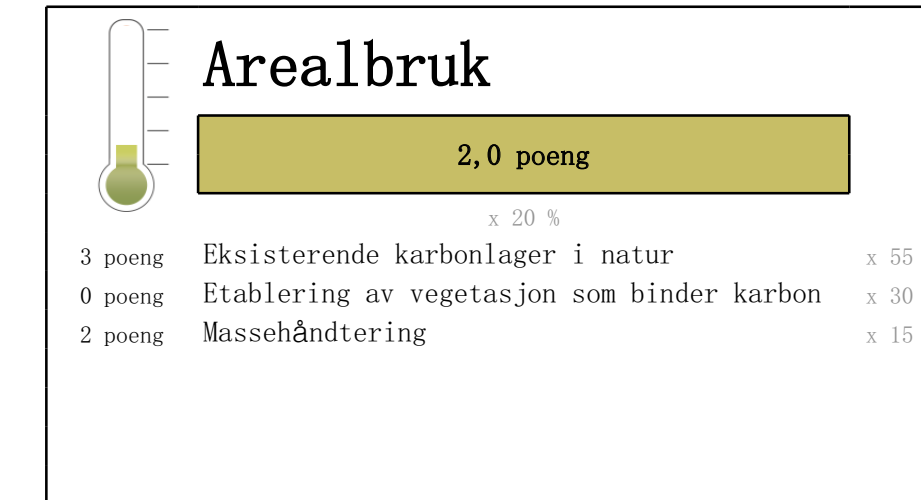 Arealbruk
2,0 poeng
x 20 %
3 poeng Eksisterende karbonlager i natur x 55
0 poeng Etablering av vegetasjon som binder karbon x 30
2 poeng Massehåndtering x 15